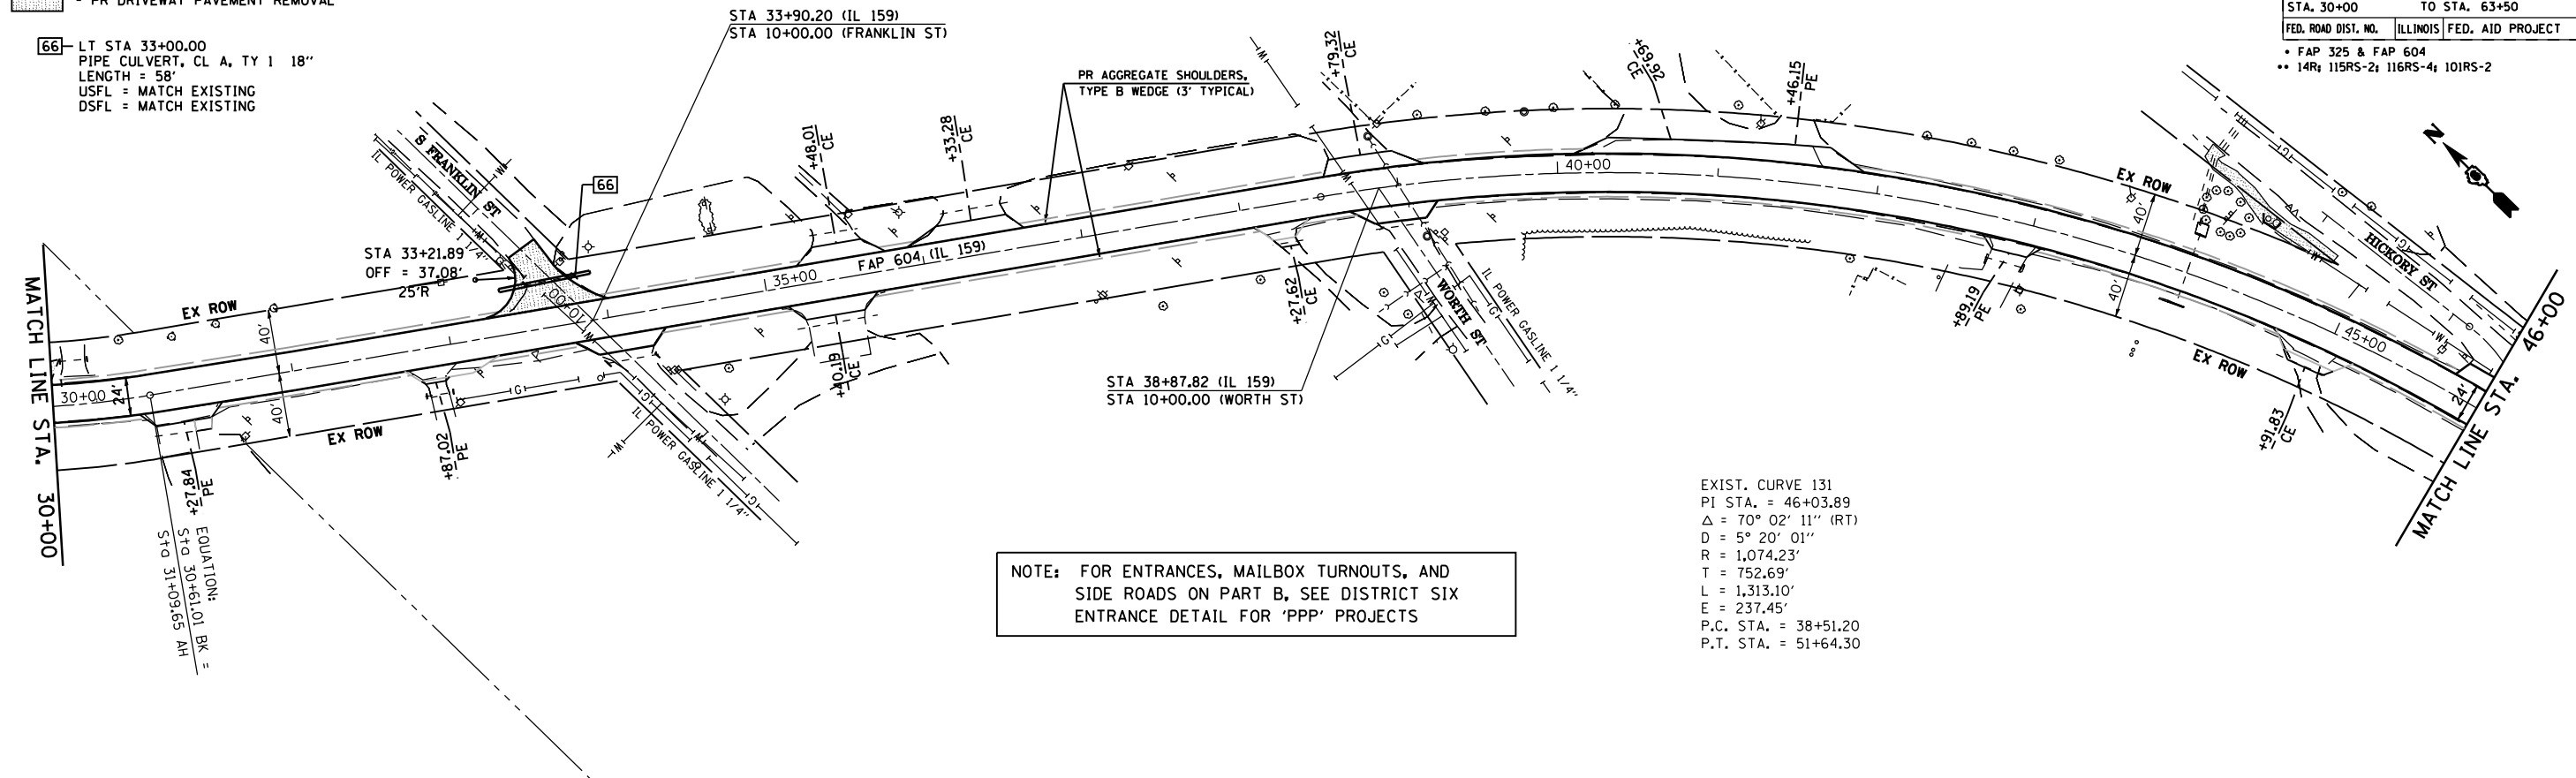 - PR DRIVEWAY PAVEMENT REMOVAL
66
LT STA 33+00.00
PIPE CULVERT, CL A, TY 1 18"
LENGTH = 58'
USFL = MATCH EXISTING
DSFL = MATCH EXISTING
STA 33+90.20 (IL 159)
STA 10+00.00 (FRANKLIN ST)
STA. 30+00 TO STA. 63+50
FED. ROAD DIST. NO. ILLINOIS FED. AID PROJECT
• FAP 325 & FAP 604
•• 14R; 115RS-2; 116RS-4; 101RS-2
PR AGGREGATE SHOULDERS,
TYPE B WEDGE (3' TYPICAL)
S FRANKLIN ST
IL POWER GASLINE 1 1/4"
66
+48.01
CE
+33.28
CE
+79.32
CE
+69.92
CE
+46.15
PE
N
STA 33+21.89
OFF = 37.08'
25'R
10+00
EX ROW
40'
40'
EX ROW
30+00
24'
35+00
FAP 604 (IL 159)
40+00
EX ROW
40'
40'
EX ROW
HICKORY ST
45+00
24'
MATCH LINE STA. 30+00
MATCH LINE STA. 46+00
+27.84
PE
+87.02
PE
+40.19
CE
+27.62
CE
+89.19
PE
+91.83
CE
IL POWER GASLINE 1 1/4"
WORTH ST
IL POWER GASLINE 1 1/4"
STA 38+87.82 (IL 159)
STA 10+00.00 (WORTH ST)
EQUATION:
Sta 30+61.01 BK =
Sta 31+09.65 AH
NOTE: FOR ENTRANCES, MAILBOX TURNOUTS, AND
SIDE ROADS ON PART B, SEE DISTRICT SIX
ENTRANCE DETAIL FOR 'PPP' PROJECTS
EXIST. CURVE 131
PI STA. = 46+03.89
Δ = 70° 02' 11" (RT)
D = 5° 20' 01"
R = 1,074.23'
T = 752.69'
L = 1,313.10'
E = 237.45'
P.C. STA. = 38+51.20
P.T. STA. = 51+64.30